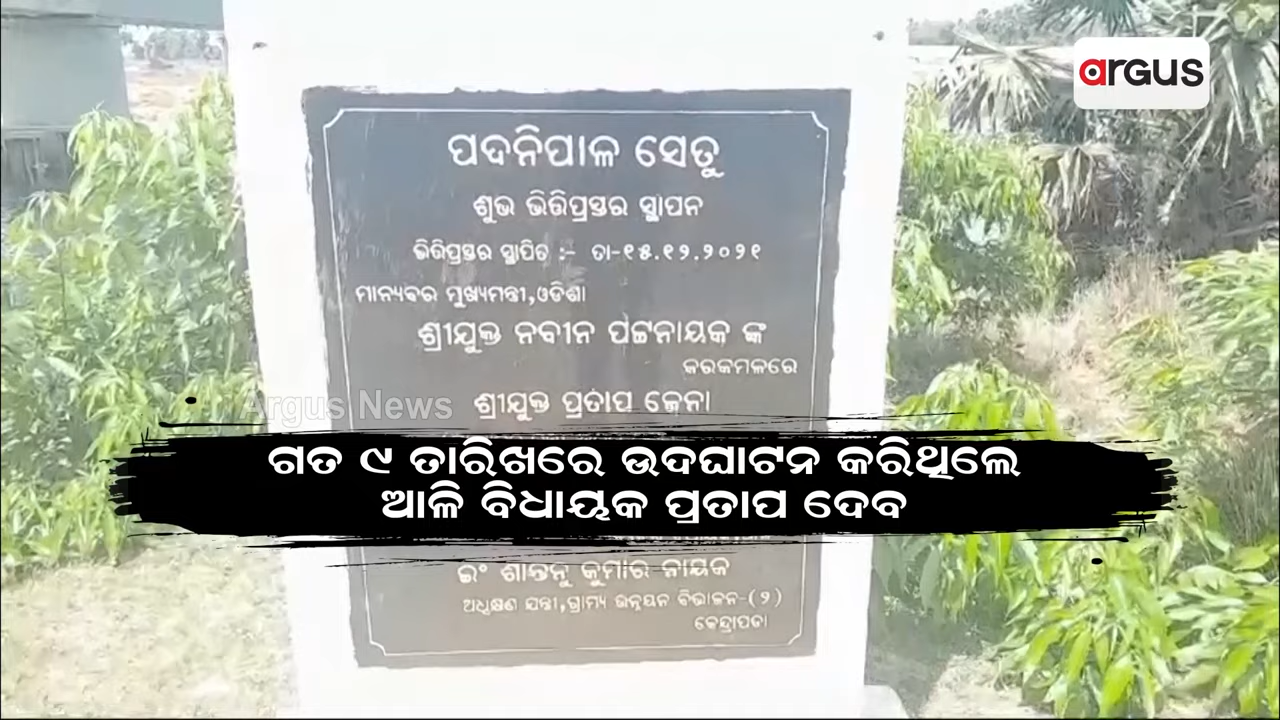 argus
ପଦନିପାଳ ସେତୁ
ଶୁଭ ଭିତ୍ତିପ୍ରସ୍ତର ସ୍ଥାପନ
ଭିତ୍ତିପ୍ରସ୍ତର ସ୍ଥାପିତ :- ତା-୧୫.୧୨.୨୦୨୧
ମାନ୍ୟବର ମୁଖ୍ୟମନ୍ତ୍ରୀ,ଓଡିଶା
ଶ୍ରୀଯୁକ୍ତ ନବୀନ ପଟ୍ଟନାୟକ ଙ୍କ
କରକମଳରେ
ଶ୍ରୀଯୁକ୍ତ ପ୍ରତାପ ଜେନା
Argus News
ଗତ ୯ ତାରିଖରେ ଉଦଘାଟନ କରିଥିଲେ
ଆଳି ବିଧାୟକ ପ୍ରତାପ ଦେବ
ଇଂ ଶାନ୍ତନୁ କୁମାର ନାୟକ
ଅଧିକ୍ଷଣ ଯନ୍ତ୍ରୀ,ଗ୍ରାମ୍ୟ ଉନ୍ନୟନ ବିଭାଜନ-(୨)
କେନ୍ଦ୍ରାପଡା